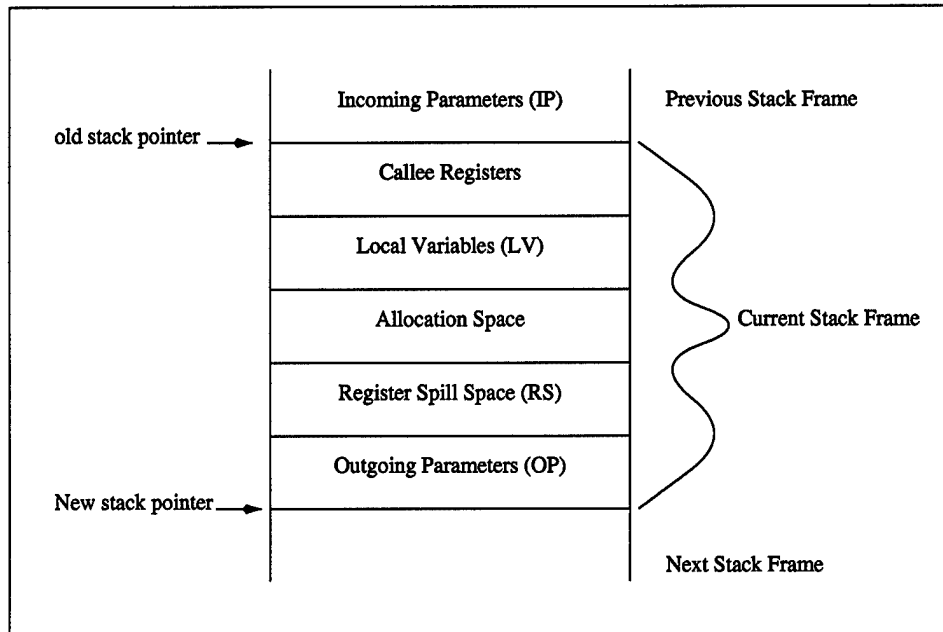 Incoming Parameters (IP)
Previous Stack Frame
old stack pointer
Callee Registers
Local Variables (LV)
Allocation Space
Current Stack Frame
Register Spill Space (RS)
Outgoing Parameters (OP)
New stack pointer
Next Stack Frame